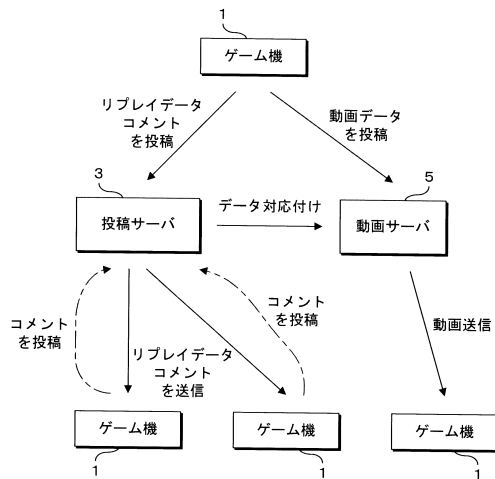 1
ゲーム機
リプレイデータ
コメント
を投稿
動画データ
を投稿
3
投稿サーバ
データ対応付け
5
動画サーバ
コメント
を投稿
リプレイデータ
コメント
を送信
コメント
を投稿
動画送信
ゲーム機
1
ゲーム機
1
ゲーム機
1